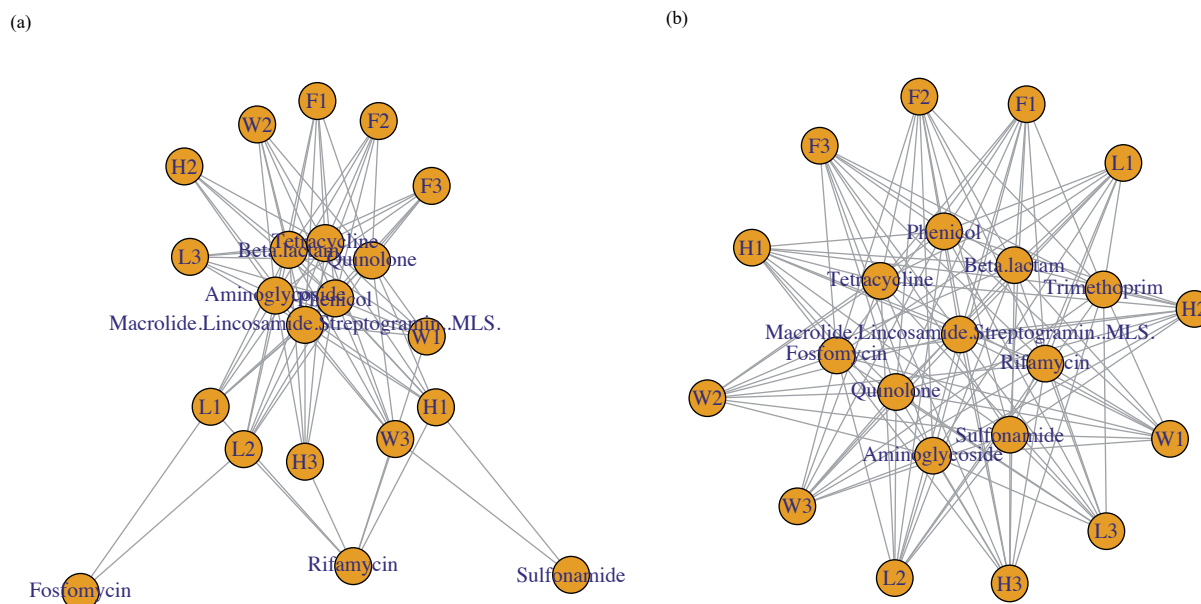 (a)
F1
W2
F2
H2
F3
Tetracycline
Beta.lactam
Quinolone
L3
Aminoglycoside
Phenicol
Macrolide.Lincosamide.Streptogramin..MLS.
W1
L1
H1
L2
W3
H3
Rifamycin
Sulfonamide
Fosfomycin
(b)
F2
F1
F3
L1
Phenicol
H1
Beta.lactam
Tetracycline
Trimethoprim
H2
Macrolide.Lincosamide.Streptogramin..MLS.
Fosfomycin
Rifamycin
Quinolone
W2
Sulfonamide
W1
Aminoglycoside
W3
L3
L2
H3